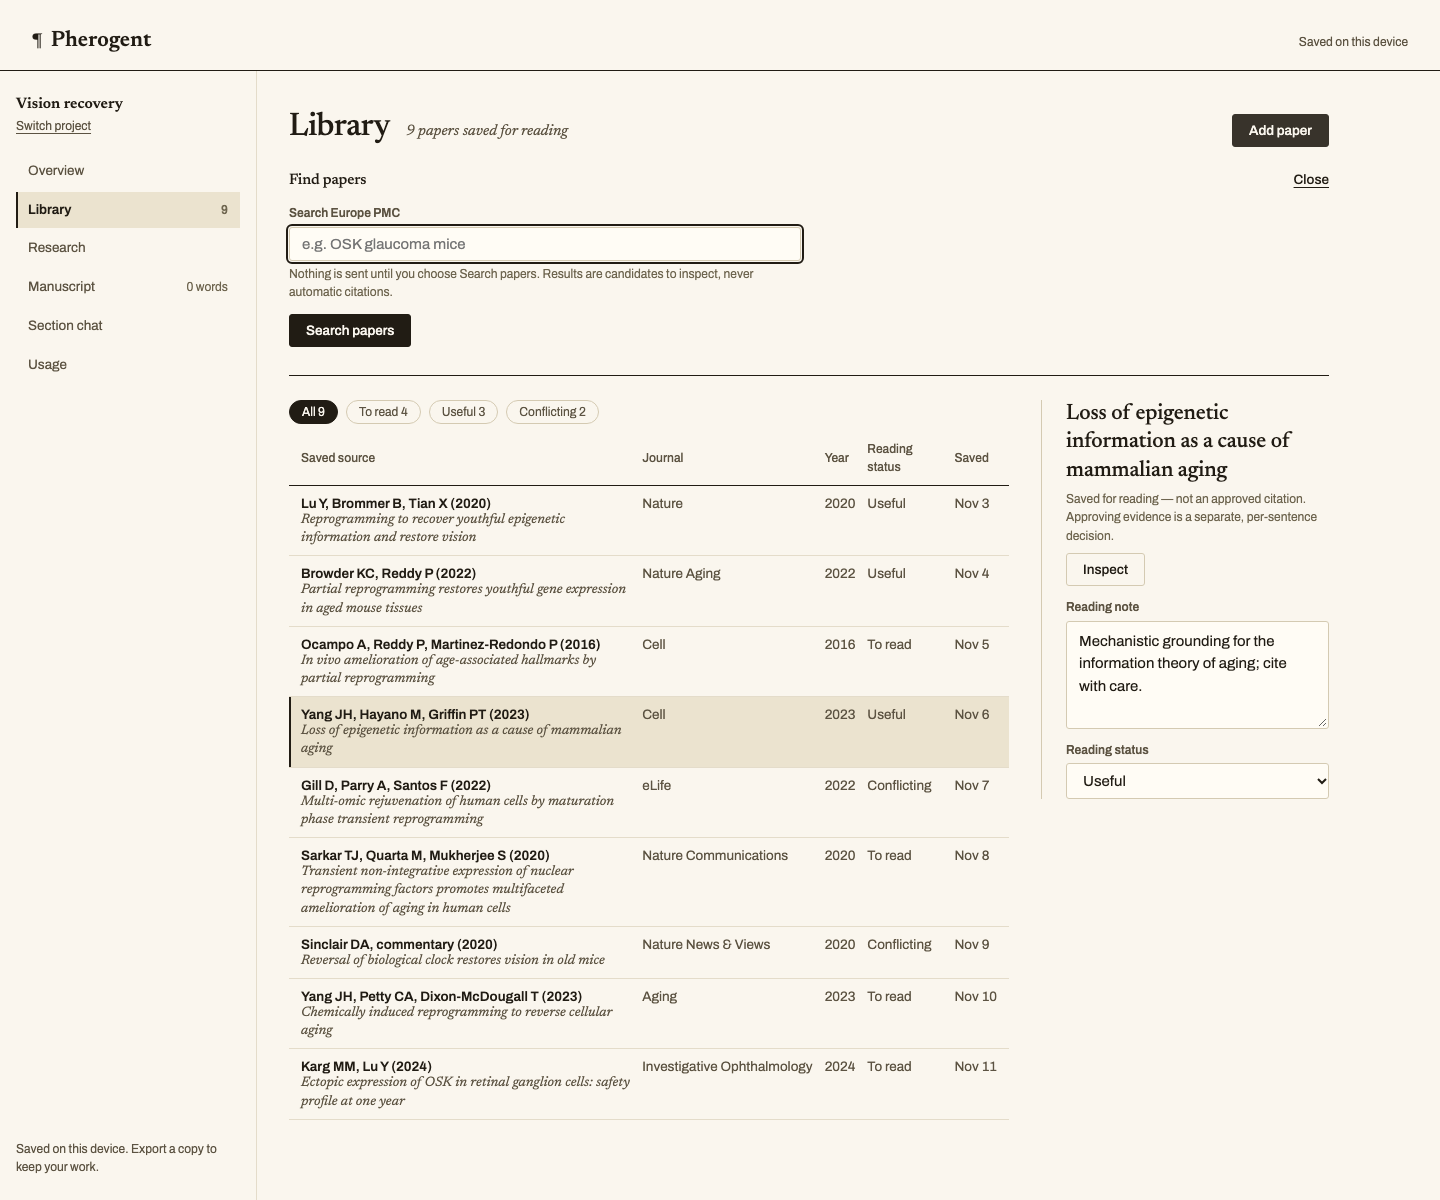 ¶ Pherogent
Saved on this device
Vision recovery
Switch project
Overview
Library 9
Research
Manuscript 0 words
Section chat
Usage
Saved on this device. Export a copy to
keep your work.
Library 9 papers saved for reading
Add paper
Find papers
Close
Search Europe PMC
e.g. OSK glaucoma mice
Nothing is sent until you choose Search papers. Results are candidates to inspect, never
automatic citations.
Search papers
All 9 To read 4 Useful 3 Conflicting 2
Saved source Journal Year Reading status Saved
Lu Y, Brommer B, Tian X (2020) Nature 2020 Useful Nov 3
Reprogramming to recover youthful epigenetic
information and restore vision
Browder KC, Reddy P (2022) Nature Aging 2022 Useful Nov 4
Partial reprogramming restores youthful gene expression
in aged mouse tissues
Ocampo A, Reddy P, Martinez-Redondo P (2016) Cell 2016 To read Nov 5
In vivo amelioration of age-associated hallmarks by
partial reprogramming
Yang JH, Hayano M, Griffin PT (2023) Cell 2023 Useful Nov 6
Loss of epigenetic information as a cause of mammalian
aging
Gill D, Parry A, Santos F (2022) eLife 2022 Conflicting Nov 7
Multi-omic rejuvenation of human cells by maturation
phase transient reprogramming
Sarkar TJ, Quarta M, Mukherjee S (2020) Nature Communications 2020 To read Nov 8
Transient non-integrative expression of nuclear
reprogramming factors promotes multifaceted
amelioration of aging in human cells
Sinclair DA, commentary (2020) Nature News & Views 2020 Conflicting Nov 9
Reversal of biological clock restores vision in old mice
Yang JH, Petty CA, Dixon-McDougall T (2023) Aging 2023 To read Nov 10
Chemically induced reprogramming to reverse cellular
aging
Karg MM, Lu Y (2024) Investigative Ophthalmology 2024 To read Nov 11
Ectopic expression of OSK in retinal ganglion cells: safety
profile at one year
Loss of epigenetic
information as a cause of
mammalian aging
Saved for reading — not an approved citation.
Approving evidence is a separate, per-sentence
decision.
Inspect
Reading note
Mechanistic grounding for the
information theory of aging; cite
with care.
Reading status
Useful